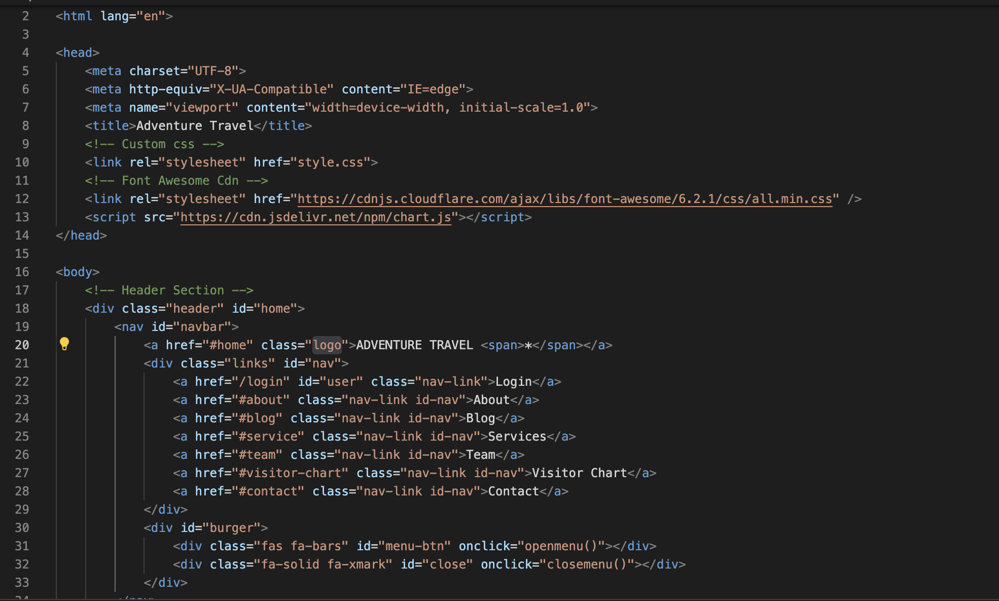 2 <html lang="en">
3
4 <head>
5     <meta charset="UTF-8">
6     <meta http-equiv="X-UA-Compatible" content="IE=edge">
7     <meta name="viewport" content="width=device-width, initial-scale=1.0">
8     <title>Adventure Travel</title>
9     <!-- Custom css -->
10     <link rel="stylesheet" href="style.css">
11     <!-- Font Awesome Cdn -->
12     <link rel="stylesheet" href="https://cdnjs.cloudflare.com/ajax/libs/font-awesome/6.2.1/css/all.min.css" />
13     <script src="https://cdn.jsdelivr.net/npm/chart.js"></script>
14 </head>
15
16 <body>
17     <!-- Header Section -->
18     <div class="header" id="home">
19         <nav id="navbar">
20             <a href="#home" class="logo">ADVENTURE TRAVEL <span>*</span></a>
21             <div class="links" id="nav">
22                 <a href="/login" id="user" class="nav-link">Login</a>
23                 <a href="#about" class="nav-link id-nav">About</a>
24                 <a href="#blog" class="nav-link id-nav">Blog</a>
25                 <a href="#service" class="nav-link id-nav">Services</a>
26                 <a href="#team" class="nav-link id-nav">Team</a>
27                 <a href="#visitor-chart" class="nav-link id-nav">Visitor Chart</a>
28                 <a href="#contact" class="nav-link id-nav">Contact</a>
29             </div>
30             <div id="burger">
31                 <div class="fas fa-bars" id="menu-btn" onclick="openmenu()"></div>
32                 <div class="fa-solid fa-xmark" id="close" onclick="closemenu()"></div>
33             </div>